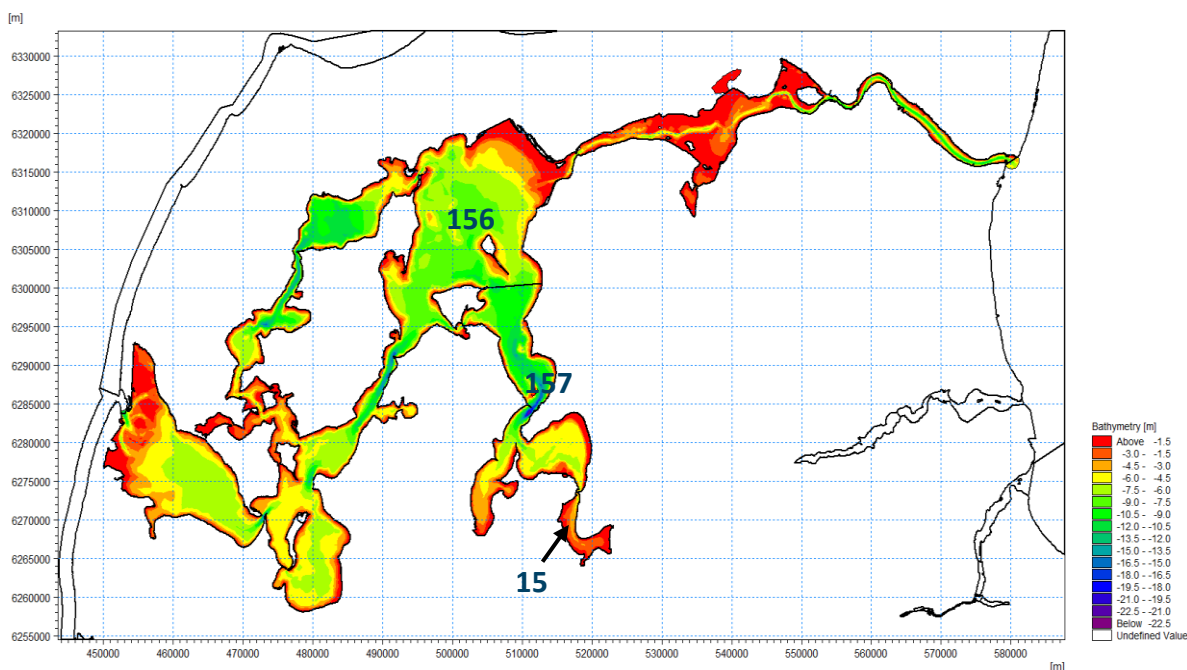 [m]
6330000
6325000
6320000
6315000
6310000
6305000
6300000
6295000
6290000
6285000
6280000
6275000
6270000
6265000
6260000
6255000
156
157
15
450000 460000 470000 480000 490000 500000 510000 520000 530000 540000 550000 560000 570000 580000
[m]
Bathymetry [m]
Above -1.5
-3.0 - -1.5
-4.5 - -3.0
-6.0 - -4.5
-7.5 - -6.0
-9.0 - -7.5
-10.5 - -9.0
-12.0 - -10.5
-13.5 - -12.0
-15.0 - -13.5
-16.5 - -15.0
-18.0 - -16.5
-19.5 - -18.0
-21.0 - -19.5
-22.5 - -21.0
Below -22.5
Undefined Value